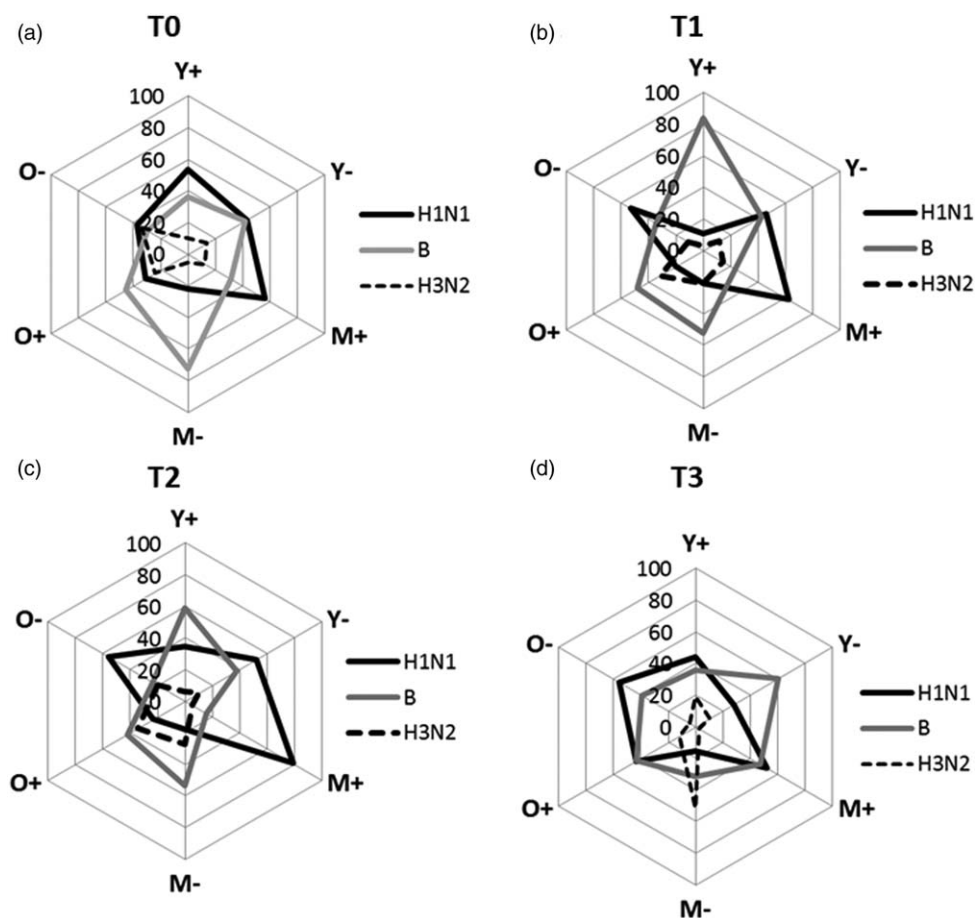 (a)
T0
Y+
100
80
60
40
20
0
Y-
M+
M-
O+
O-
H1N1
B
H3N2
(b)
T1
Y+
100
80
60
40
20
0
Y-
M+
M-
O+
O-
H1N1
B
H3N2
(c)
T2
Y+
100
80
60
40
20
0
Y-
M+
M-
O+
O-
H1N1
B
H3N2
(d)
T3
Y+
100
80
60
40
20
0
Y-
M+
M-
O+
O-
H1N1
B
H3N2